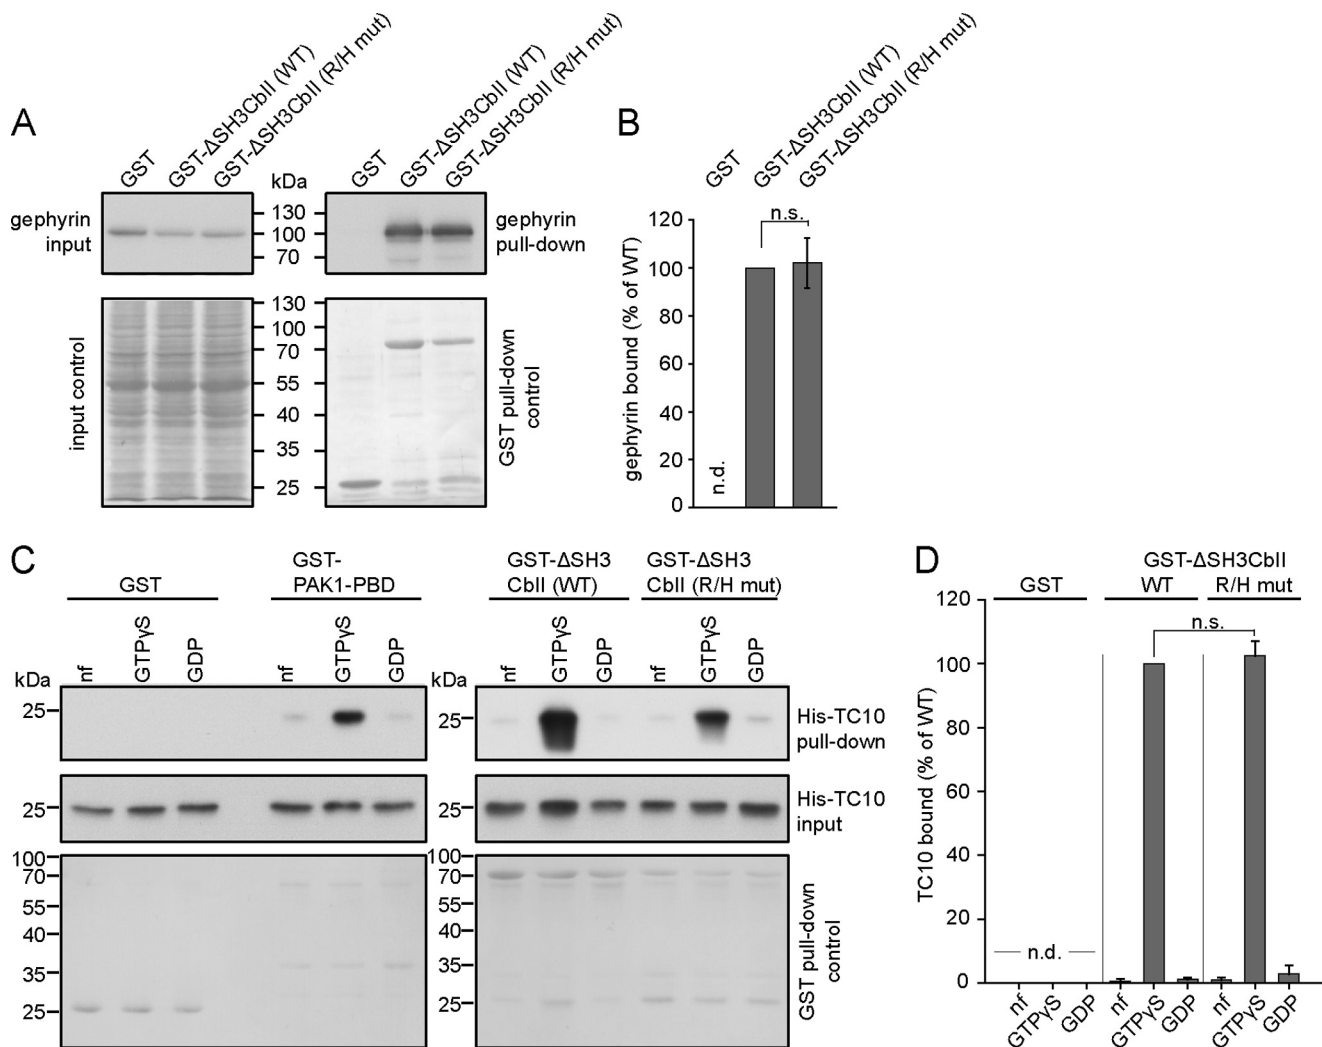 A
GST
GST-ΔSH3CbII (WT)
GST-ΔSH3CbII (R/H mut)
kDa
GST
GST-ΔSH3CbII (WT)
GST-ΔSH3CbII (R/H mut)
gephyrin
input
130
100
70
gephyrin
pull-down
input control
130
100
70
55
40
35
25
GST pull-down
control
B
GST
GST-ΔSH3CbII (WT)
GST-ΔSH3CbII (R/H mut)
gephyrin bound (% of WT)
120
100
80
60
40
20
0
n.s.
n.d.
C
GST
GST-
PAK1-PBD
GST-ΔSH3
CbII (WT)
GST-ΔSH3
CbII (R/H mut)
kDa
nf
GTPγS
GDP
nf
GTPγS
GDP
kDa
nf
GTPγS
GDP
nf
GTPγS
GDP
25
25
His-TC10
pull-down
25
25
His-TC10
input
100
70
55
40
35
25
100
70
55
40
35
25
GST pull-down
control
D
GST
GST-ΔSH3CbII
WT
R/H mut
TC10 bound (% of WT)
120
100
80
60
40
20
0
n.s.
n.d.
nf
GTPγS
GDP
nf
GTPγS
GDP
nf
GTPγS
GDP